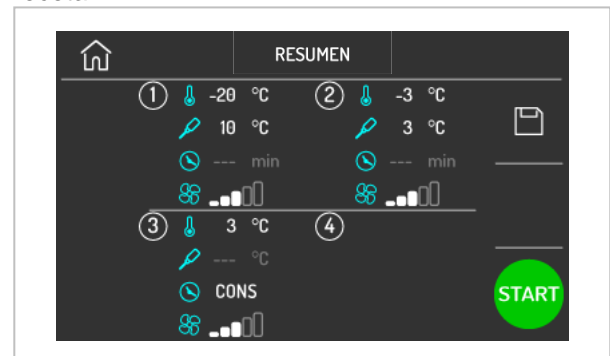 RESUMEN
1 -20 °C
10 °C
--- min
2 -3 °C
3 °C
--- min
3 3 °C
--- °C
CONS
4
START